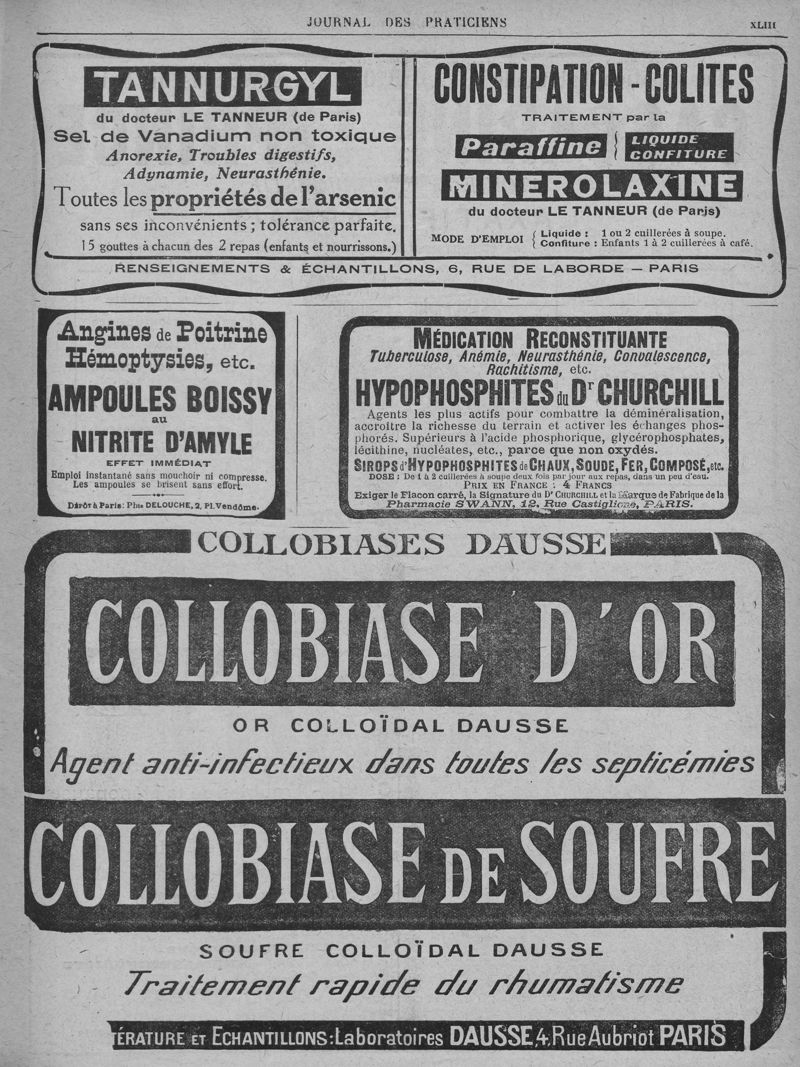 JOURNAL DES PRATICIENS
XLIII
TANNURGYL
du docteur LE TANNEUR (de Paris)
Sel de Vanadium non toxique
Anorexie, Troubles digestifs,
Adynamie, Neurasthénie.
Toutes les propriétés de l'arsenic
sans ses inconvénients ; tolérance parfaite.
15 gouttes à chacun des 2 repas (enfants et nourrissons.)
CONSTIPATION - COLITES
TRAITEMENT par la
Paraffine { LIQUIDE
CONFITURE
MINEROLAXINE
du docteur LE TANNEUR (de Paris)
MODE D'EMPLOI { Liquide : 1 ou 2 cuillerées à soupe.
Confiture : Enfants 1 à 2 cuillerées à café.
RENSEIGNEMENTS & ÉCHANTILLONS, 6, RUE DE LABORDE — PARIS
Angines de Poitrine
Hémoptysies, etc.
AMPOULES BOISSY
au
NITRITE D'AMYLE
EFFET IMMÉDIAT
Emploi instantané sans mouchoir ni compresse.
Les ampoules se brisent sans effort.
Dépôt à Paris: Phie DELOUCHE, 2, Pl. Vendôme.
MÉDICATION RECONSTITUANTE
Tuberculose, Anémie, Neurasthénie, Convalescence,
Rachitisme, etc.
HYPOPHOSPHITES du Dr CHURCHILL
Agents les plus actifs pour combattre la déminéralisation,
accroître la richesse du terrain et activer les échanges phos-
phorés. Supérieurs à l'acide phosphorique, glycérophosphates,
lécithine, nucléates, etc., parce que non oxydés.
SIROPS d'HYPOPHOSPHITES de CHAUX, SOUDE, FER, COMPOSÉ, etc.
DOSE : De 1 à 2 cuillerées à soupe deux fois par jour aux repas, dans un peu d'eau.
PRIX EN FRANCE : 4 FRANCS
Exiger le Flacon carré, la Signature du Dr CHURCHILL et la Marque de Fabrique de la
Pharmacie SWANN, 12, Rue Castiglione, PARIS.
COLLOBIASES DAUSSE
COLLOBIASE D'OR
OR COLLOÏDAL DAUSSE
Agent anti-infectieux dans toutes les septicémies
COLLOBIASE DE SOUFRE
SOUFRE COLLOÏDAL DAUSSE
Traitement rapide du rhumatisme
TÉRATURE ET ECHANTILLONS: Laboratoires DAUSSE, 4, Rue Aubriot PARIS